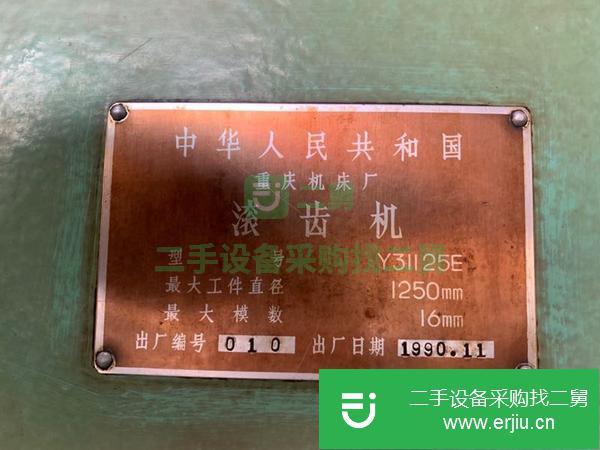 中华人民共和国
重庆机床厂
滚齿机
二舅
二手设备采购找二舅
型号 Y31125E
最大工件直径 1250mm
最大模数 16mm
出厂编号 010 出厂日期 1990.11
二手设备采购找二舅
www.erjiu.cn